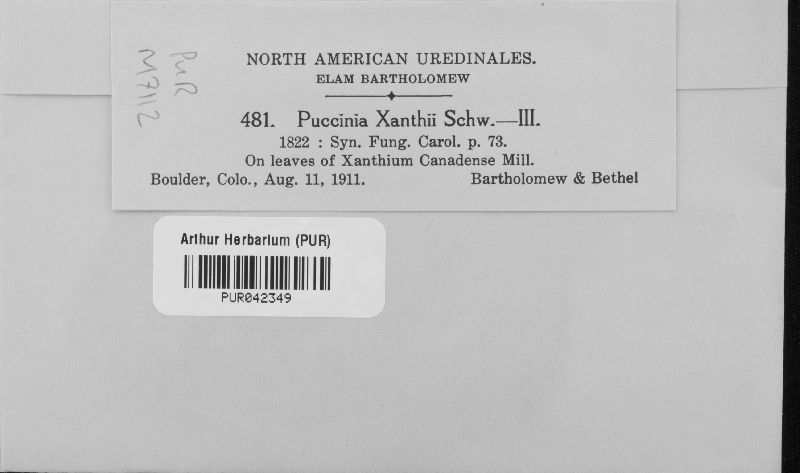 PUR
M7112
NORTH AMERICAN UREDINALES.
ELAM BARTHOLOMEW
481. Puccinia Xanthii Schw.—III.
1822 : Syn. Fung. Carol. p. 73.
On leaves of Xanthium Canadense Mill.
Boulder, Colo., Aug. 11, 1911. Bartholomew & Bethel
Arthur Herbarium (PUR)
PUR042349